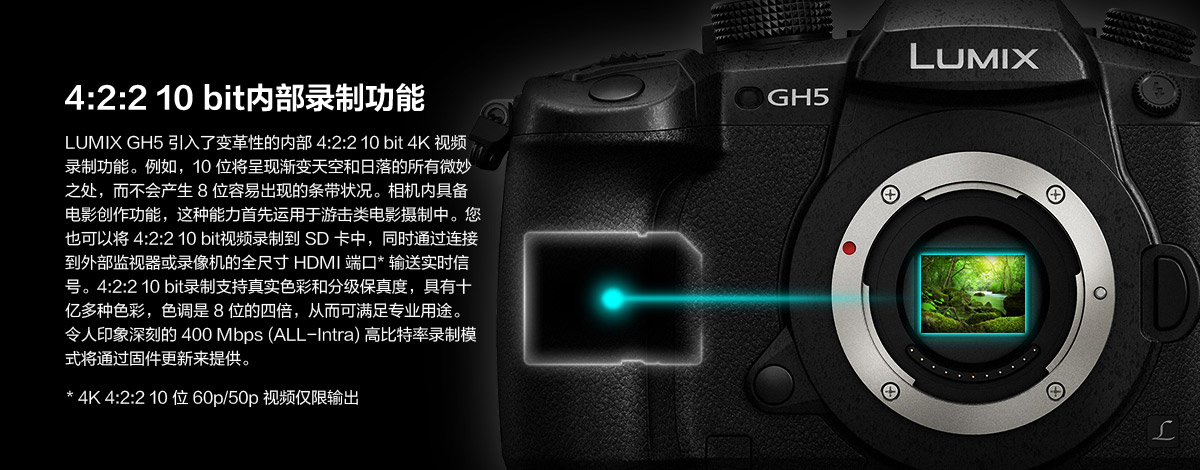 4:2:2 10 bit内部录制功能
LUMIX GH5 引入了变革性的内部 4:2:2 10 bit 4K 视频
录制功能。例如，10 位将呈现渐变天空和日落的所有微妙
之处，而不会产生 8 位容易出现的条带状况。相机内具备
电影创作功能，这种能力首先运用于游击类电影摄制中。您
也可以将 4:2:2 10 bit视频录制到 SD 卡中，同时通过连接
到外部监视器或录像机的全尺寸 HDMI 端口* 输送实时信
号。4:2:2 10 bit录制支持真实色彩和分级保真度，具有十
亿多种色彩，色调是 8 位的四倍，从而可满足专业用途。
令人印象深刻的 400 Mbps (ALL-Intra) 高比特率录制模
式将通过固件更新来提供。
* 4K 4:2:2 10 位 60p/50p 视频仅限输出
LUMIX
GH5
L